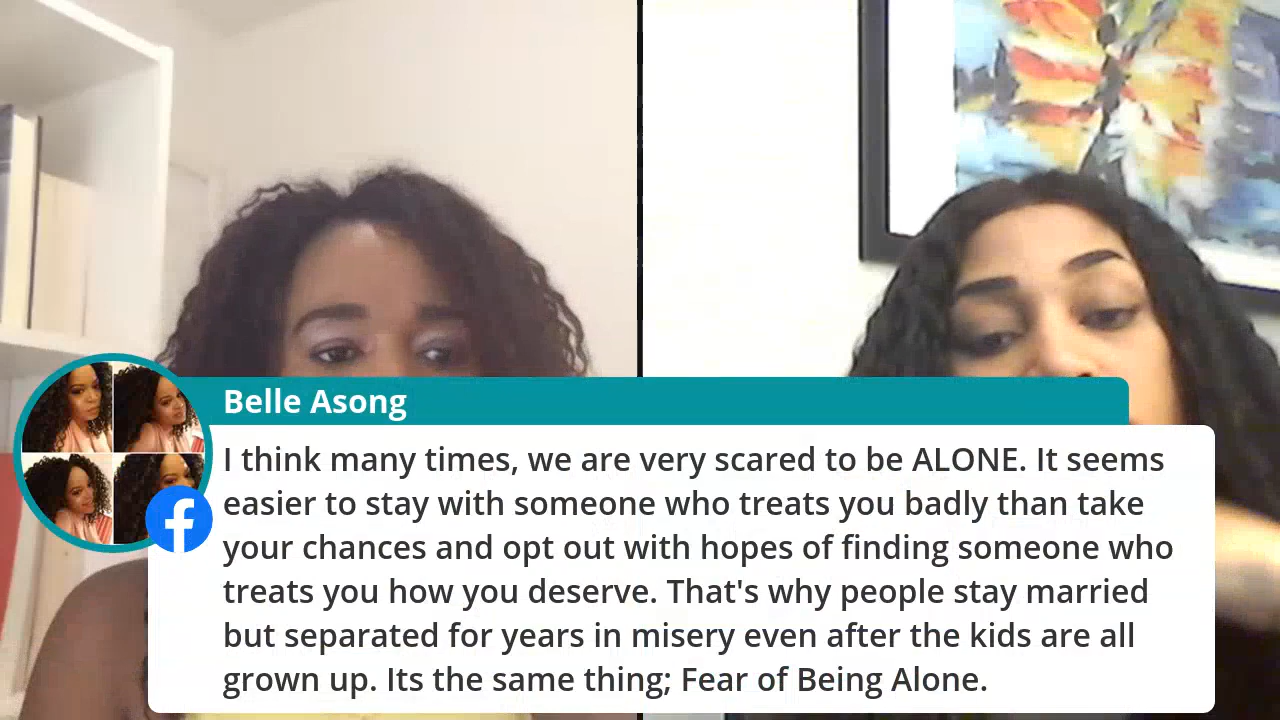 Belle Asong
I think many times, we are very scared to be ALONE. It seems
easier to stay with someone who treats you badly than take
your chances and opt out with hopes of finding someone who
treats you how you deserve. That's why people stay married
but separated for years in misery even after the kids are all
grown up. Its the same thing; Fear of Being Alone.